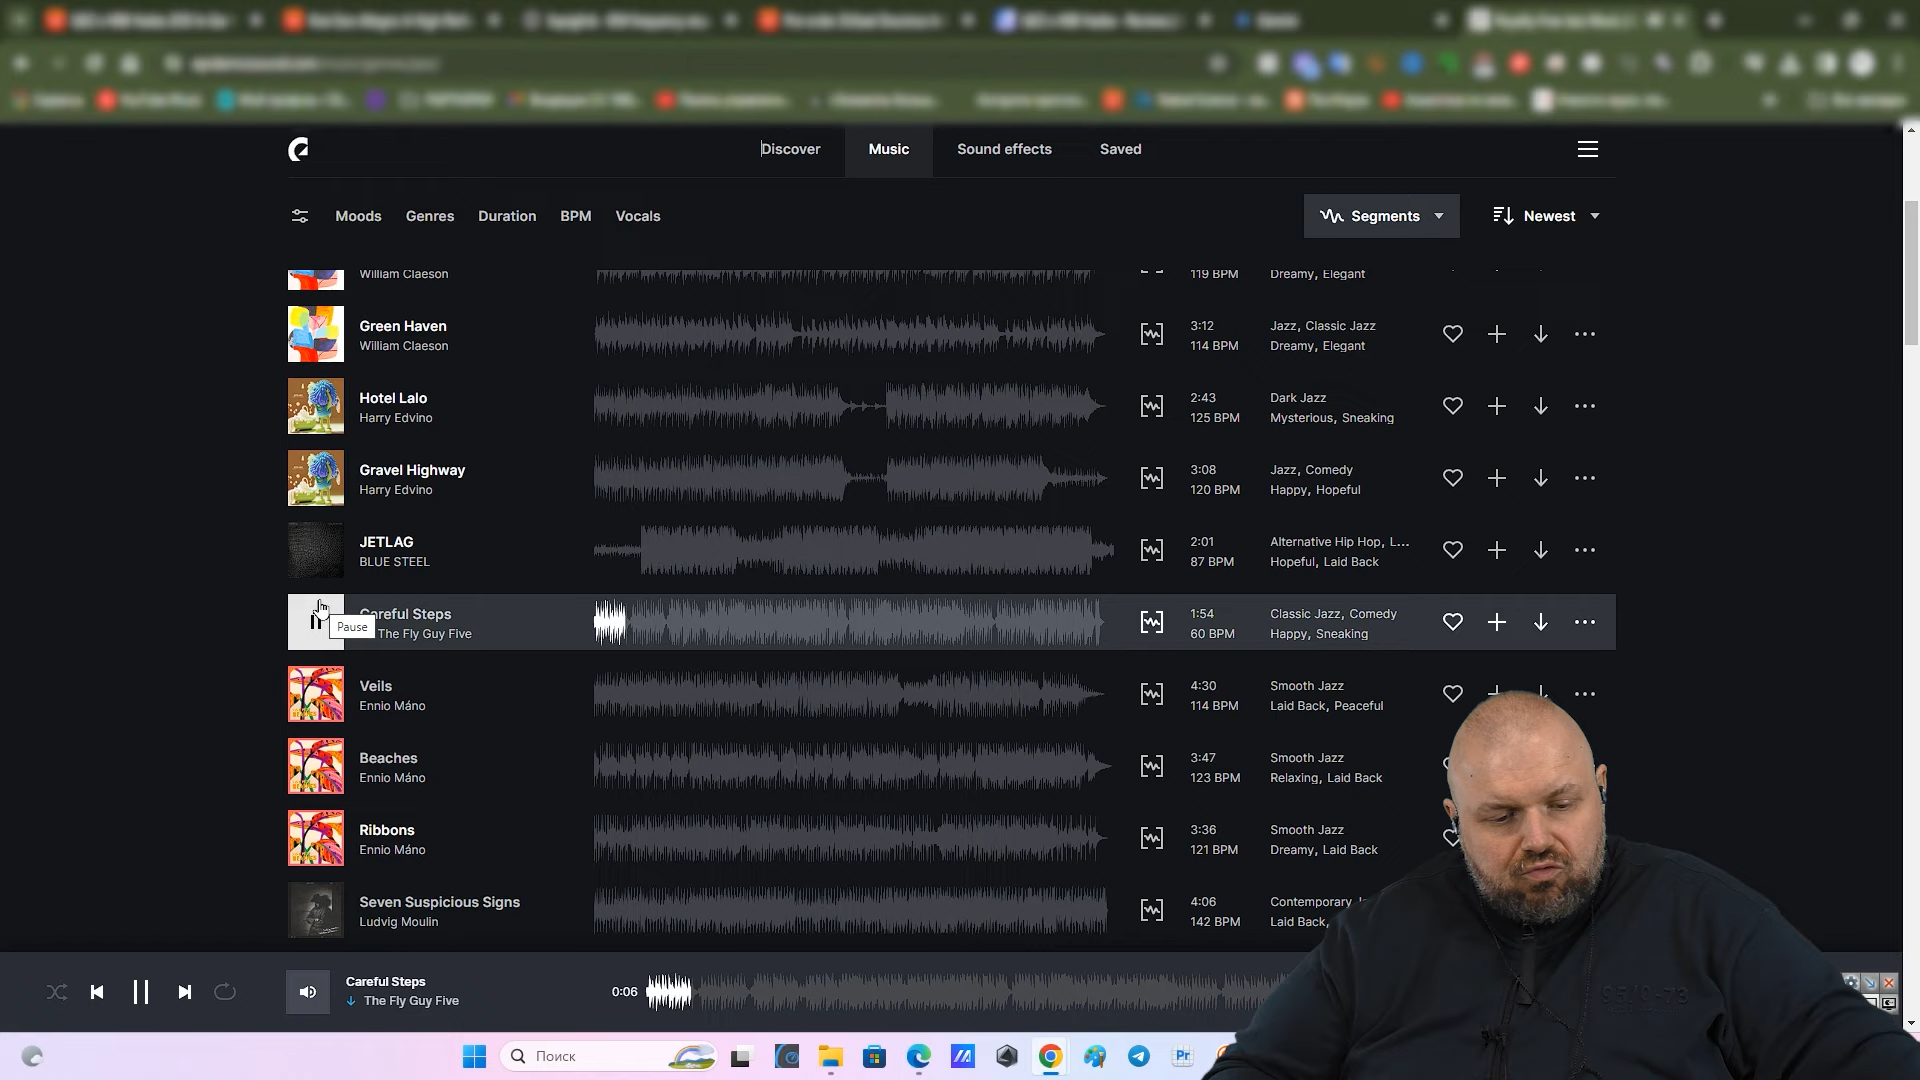 Discover
Music
Sound effects
Saved
Moods
Genres
Duration
BPM
Vocals
Segments
Newest
William Claeson
119 BPM
Dreamy, Elegant
Green Haven
William Claeson
3:12
114 BPM
Jazz, Classic Jazz
Dreamy, Elegant
Hotel Lalo
Harry Edvino
2:43
125 BPM
Dark Jazz
Mysterious, Sneaking
Gravel Highway
Harry Edvino
3:08
120 BPM
Jazz, Comedy
Happy, Hopeful
JETLAG
BLUE STEEL
2:01
87 BPM
Alternative Hip Hop, L...
Hopeful, Laid Back
Careful Steps
The Fly Guy Five
Pause
1:54
60 BPM
Classic Jazz, Comedy
Happy, Sneaking
Veils
Ennio Máno
4:30
114 BPM
Smooth Jazz
Laid Back, Peaceful
Beaches
Ennio Máno
3:47
123 BPM
Smooth Jazz
Relaxing, Laid Back
Ribbons
Ennio Máno
3:36
121 BPM
Smooth Jazz
Dreamy, Laid Back
Seven Suspicious Signs
Ludvig Moulin
4:06
142 BPM
Contemporary
Laid Back,
Careful Steps
The Fly Guy Five
0:06
Поиск
Pr